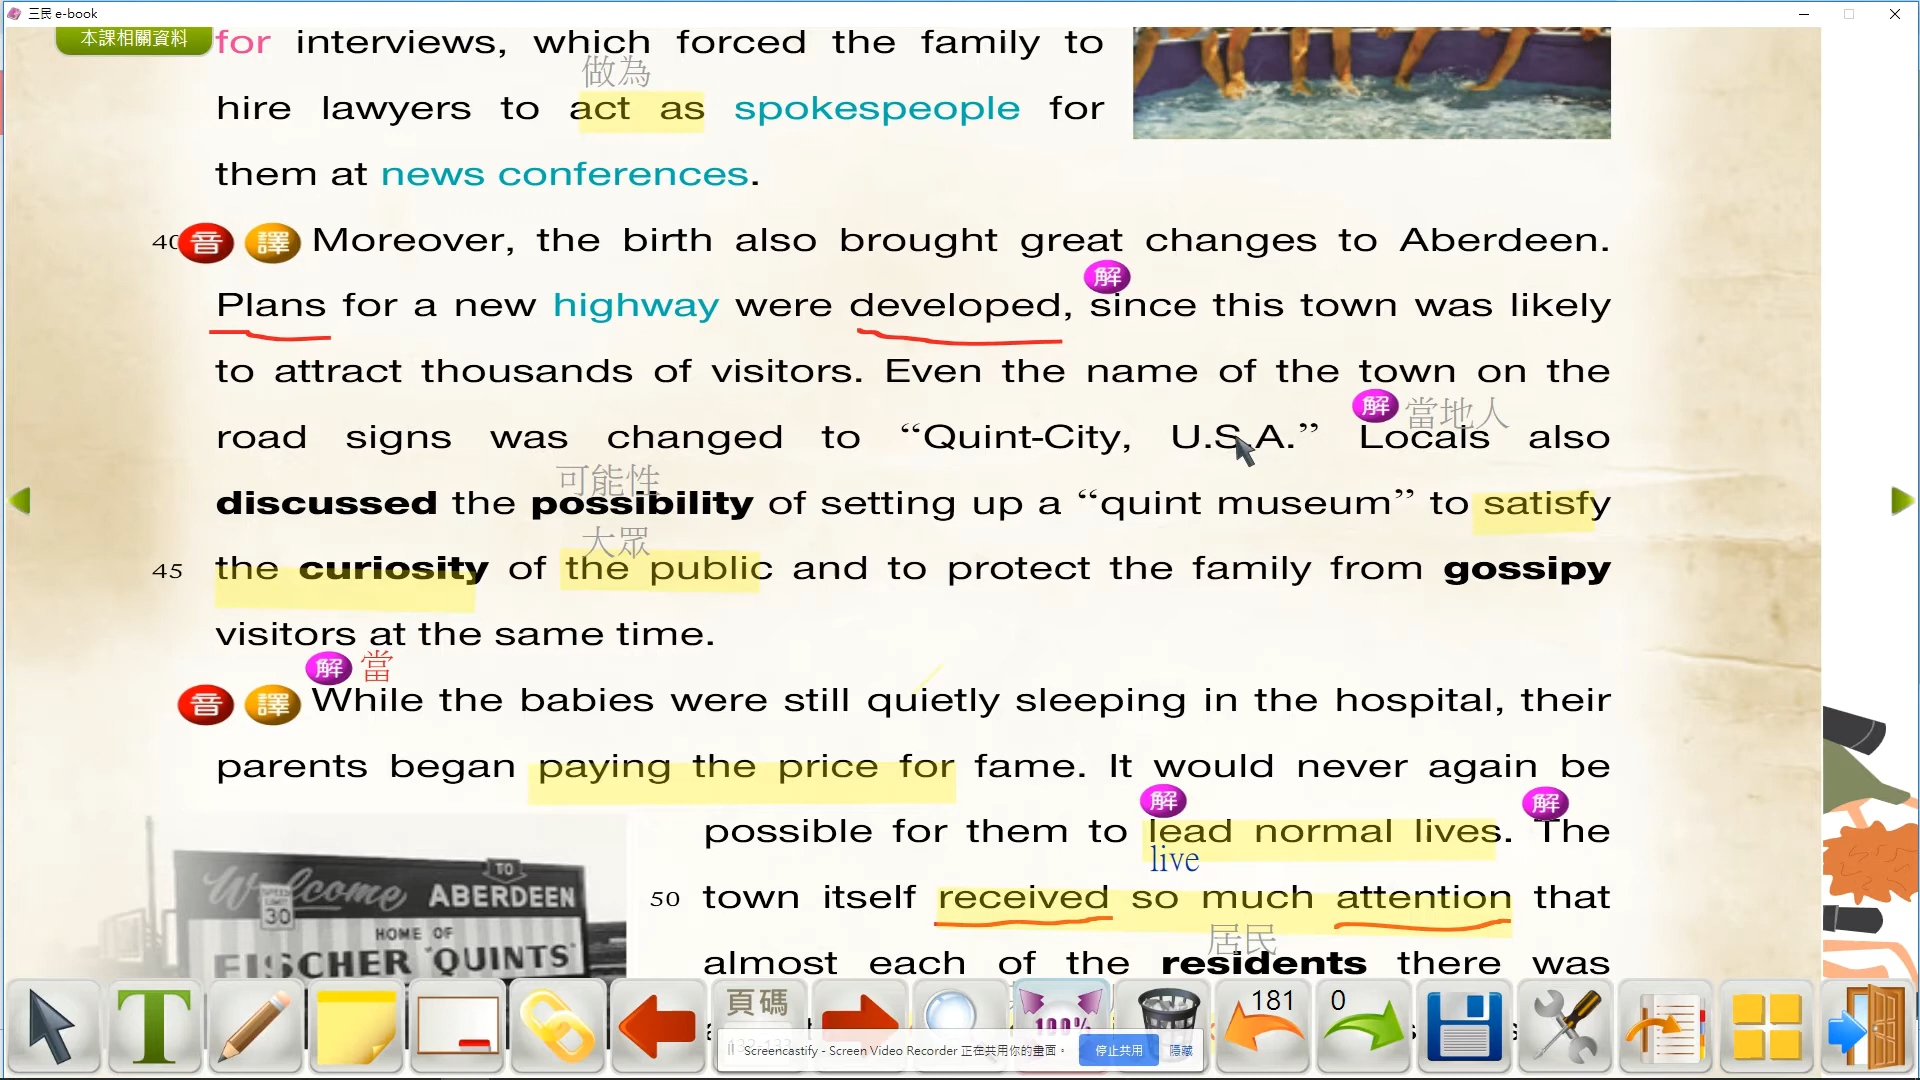 三民 e-book
本課相關資料
for interviews, which forced the family to
做為
hire lawyers to act as spokespeople for
them at news conferences.
40 音 譯 Moreover, the birth also brought great changes to Aberdeen.
解
Plans for a new highway were developed, since this town was likely
to attract thousands of visitors. Even the name of the town on the
解 當地人
road signs was changed to “Quint-City, U.S.A.” Locals also
可能性
discussed the possibility of setting up a “quint museum” to satisfy
大眾
45 the curiosity of the public and to protect the family from gossipy
visitors at the same time.
解 當
音 譯 While the babies were still quietly sleeping in the hospital, their
parents began paying the price for fame. It would never again be
解 解
possible for them to lead normal lives. The
live
50 town itself received so much attention that
居民
almost each of the residents there was
Welcome TO ABERDEEN
SPEED LIMIT 30
HOME OF
FISCHER "QUINTS"
T 頁碼 100% 181 0
Screencastify - Screen Video Recorder 正在共用你的畫面。 停止共用 隱藏